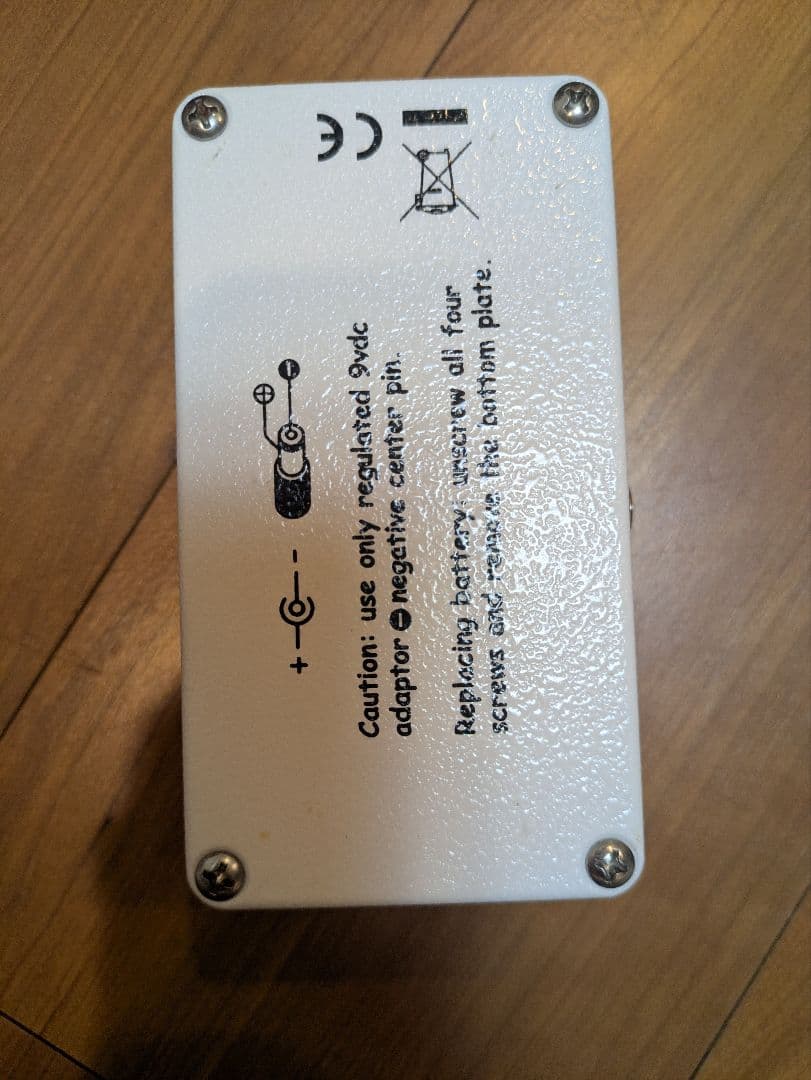 + -
Caution: use only regulated 9vdc
adaptor ⊖ negative center pin.
Replacing battery: unscrew all four
screws and remove the bottom plate.
CE